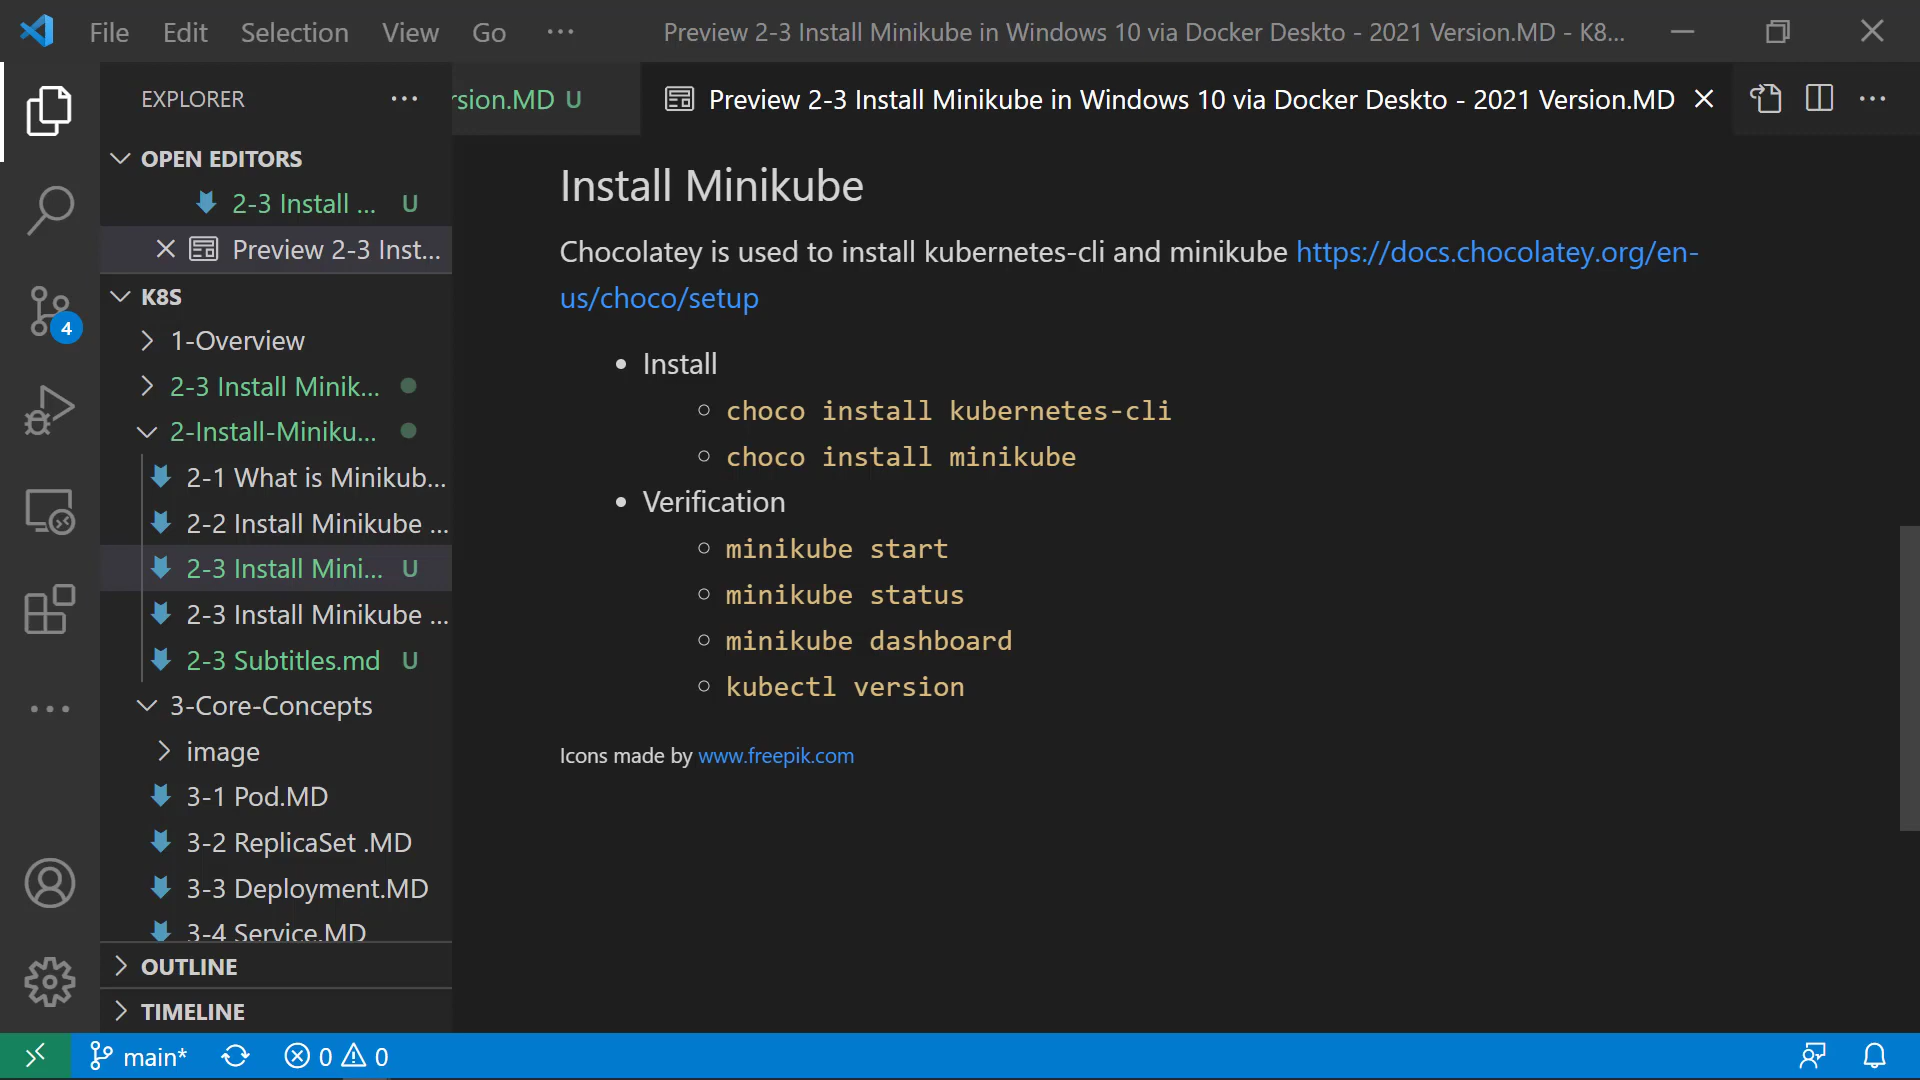 File Edit Selection View Go ··· Preview 2-3 Install Minikube in Windows 10 via Docker Deskto - 2021 Version.MD - K8...
EXPLORER
rsion.MD U
Preview 2-3 Install Minikube in Windows 10 via Docker Deskto - 2021 Version.MD
OPEN EDITORS
2-3 Install ... U
Preview 2-3 Inst...
K8S
1-Overview
2-3 Install Minik...
2-Install-Miniku...
2-1 What is Minikub...
2-2 Install Minikube ...
2-3 Install Mini... U
2-3 Install Minikube ...
2-3 Subtitles.md U
3-Core-Concepts
image
3-1 Pod.MD
3-2 ReplicaSet .MD
3-3 Deployment.MD
3-4 Service.MD
OUTLINE
TIMELINE
4
Install Minikube
Chocolatey is used to install kubernetes-cli and minikube https://docs.chocolatey.org/en-
us/choco/setup
• Install
○ choco install kubernetes-cli
○ choco install minikube
• Verification
○ minikube start
○ minikube status
○ minikube dashboard
○ kubectl version
Icons made by www.freepik.com
main* 0 0